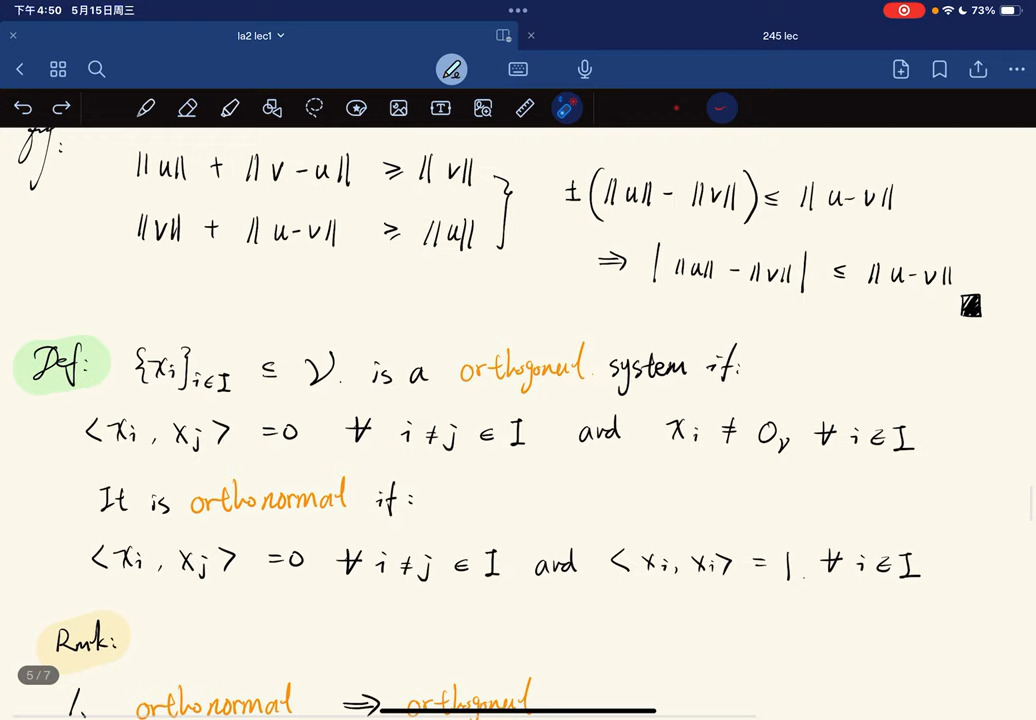 下午4:50 5月15日周三
73%
la2 lec1
245 lec
‖u‖ + ‖v-u‖ ≥ ‖v‖
‖v‖ + ‖u-v‖ ≥ ‖u‖
±(‖u‖ - ‖v‖) ≤ ‖u-v‖
⇒ |‖u‖ - ‖v‖| ≤ ‖u-v‖
Def: {xi}i∈I ⊆ V. is a orthogonal system if:
<xi, xj> =0 ∀ i≠j ∈ I and xi ≠ 0v ∀ i∈I
It is orthonormal if:
<xi, xj> =0 ∀ i≠j ∈ I and <xi, xi> = 1. ∀ i∈I
Rmk:
5 / 7
1. orthonormal ⇒ orthogonal